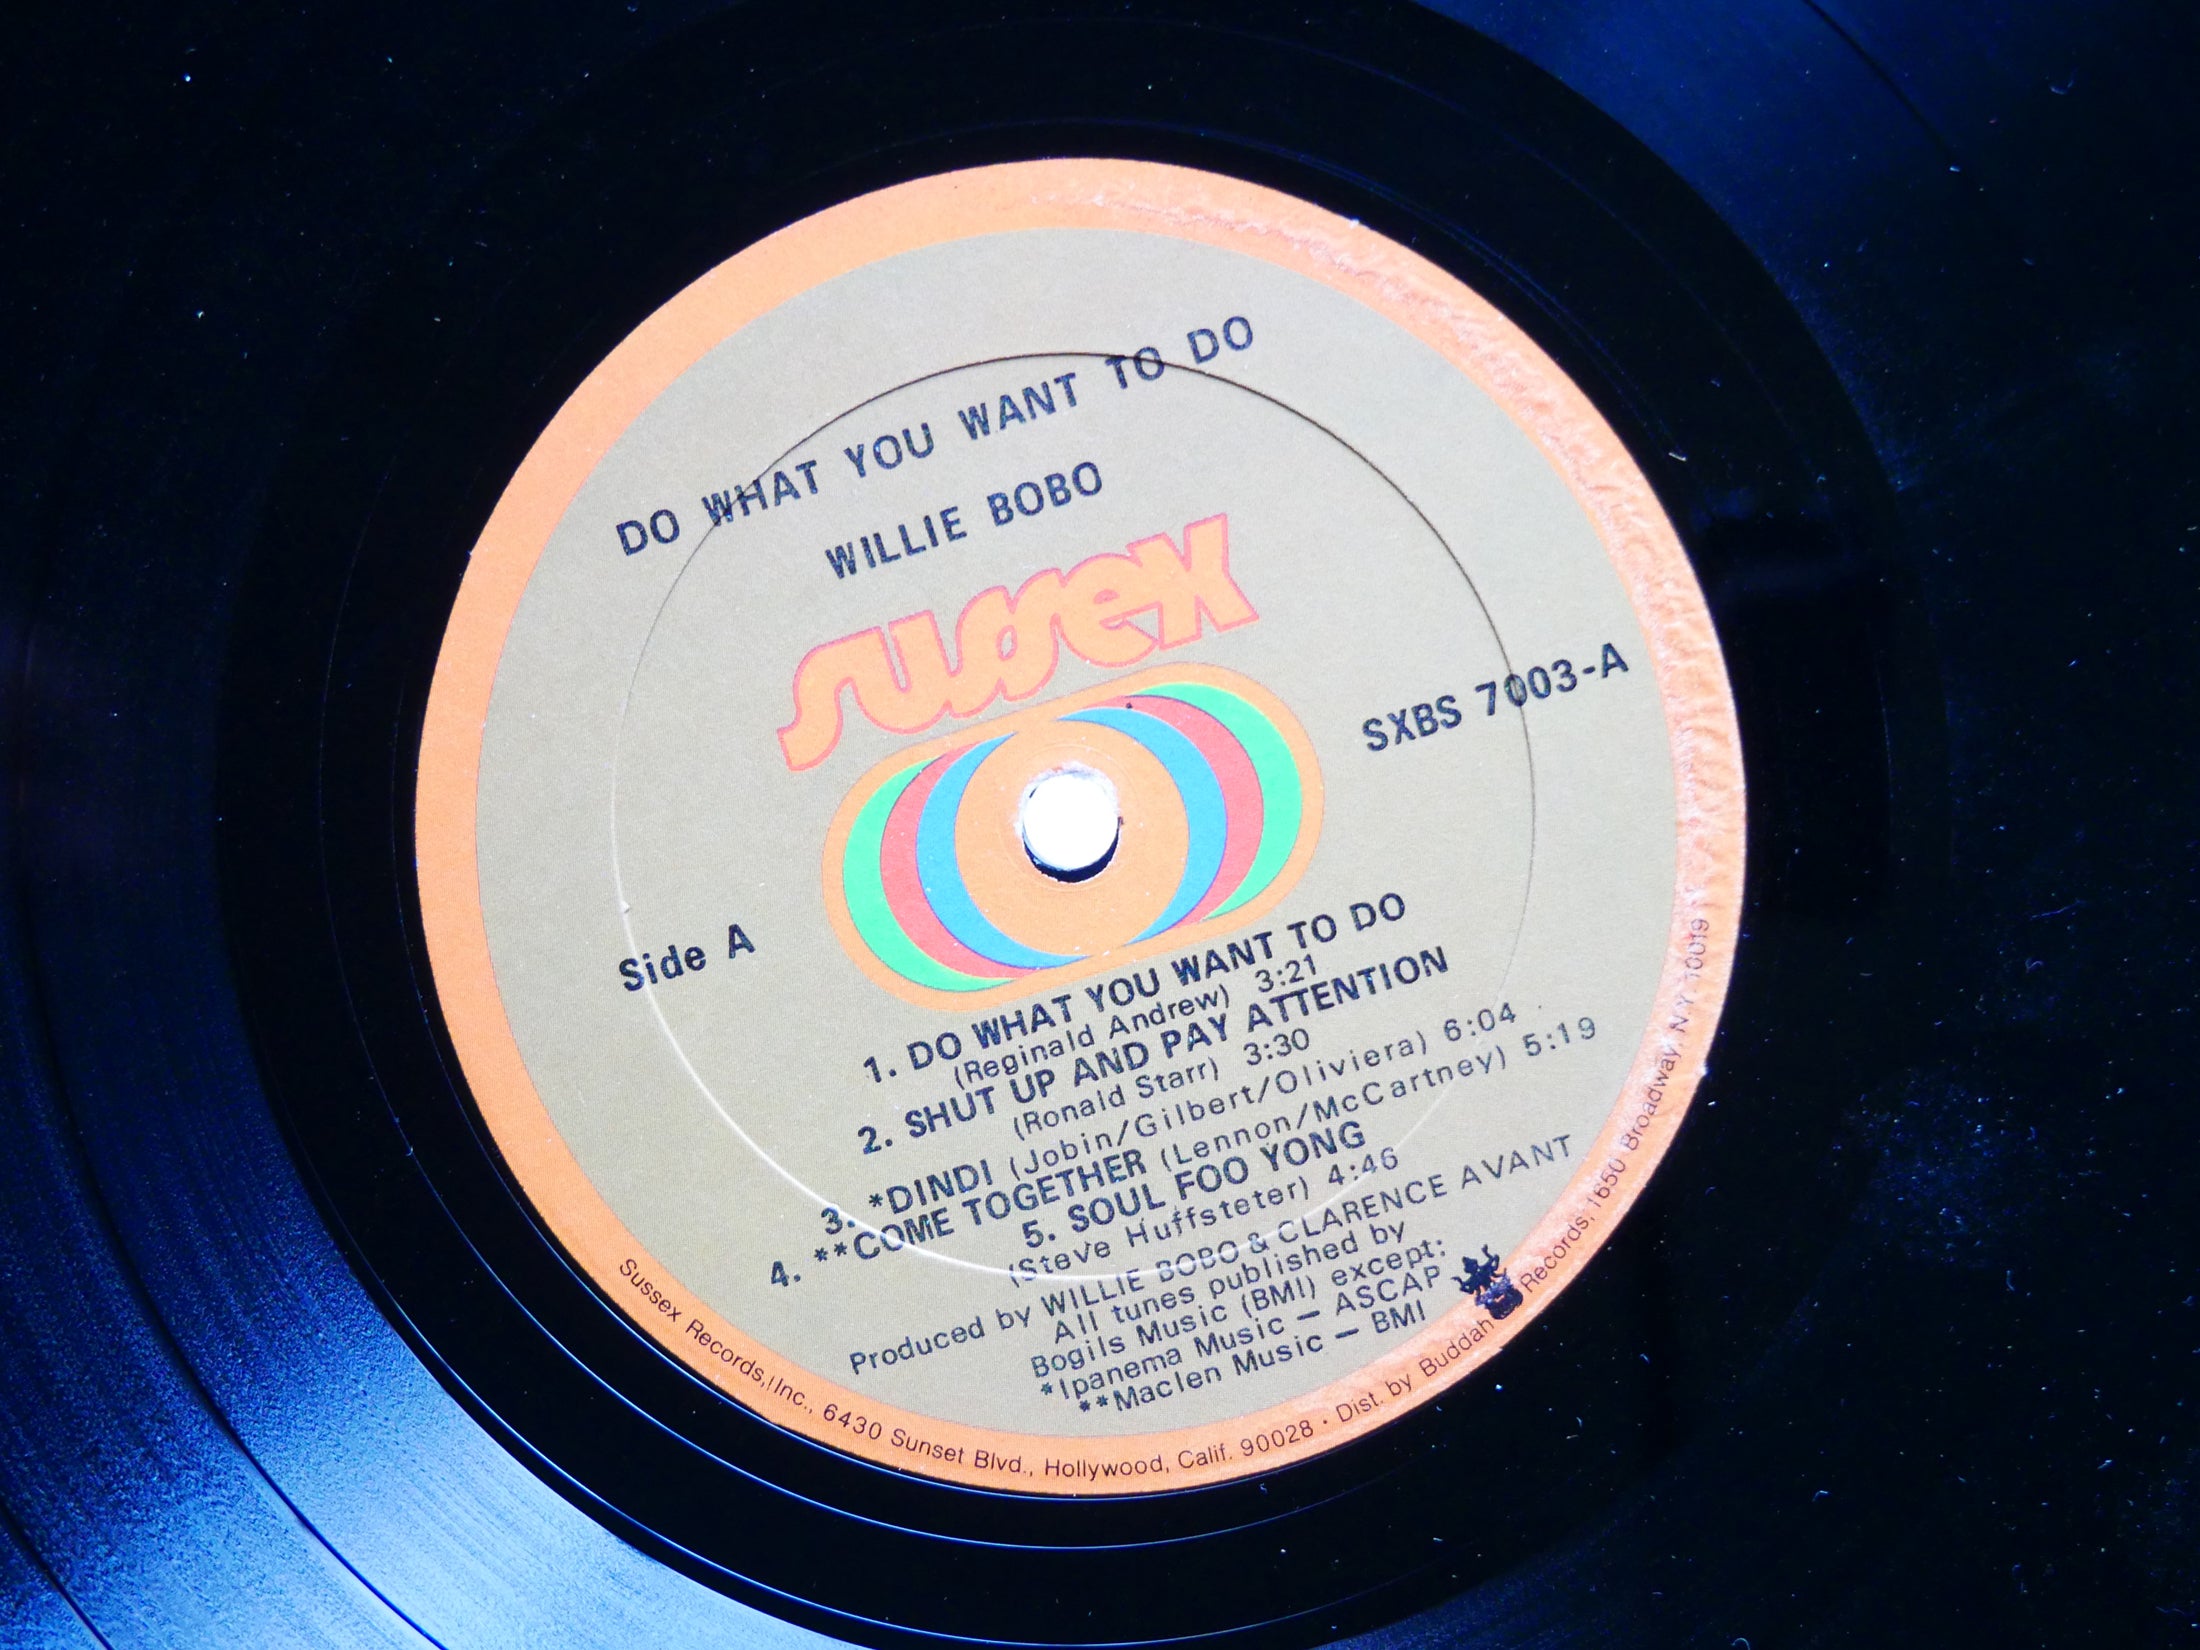 DO WHAT YOU WANT TO DO
WILLIE BOBO
sussex
SXBS 7003-A
Side A
1. DO WHAT YOU WANT TO DO
(Reginald Andrew) 3:21
2. SHUT UP AND PAY ATTENTION
(Ronald Starr) 3:30
3. *DINDI (Jobin/Gilbert/Oliviera) 6:04
4. **COME TOGETHER (Lennon/McCartney) 5:19
5. SOUL FOO YONG
(Steve Huffsteter) 4:46
Produced by WILLIE BOBO & CLARENCE AVANT
All tunes published by
Bogils Music (BMI) except:
*Ipanema Music — ASCAP
**Maclen Music — BMI
Sussex Records, Inc., 6430 Sunset Blvd., Hollywood, Calif. 90028 · Dist. by Buddah Records, 1650 Broadway, N.Y. 10019